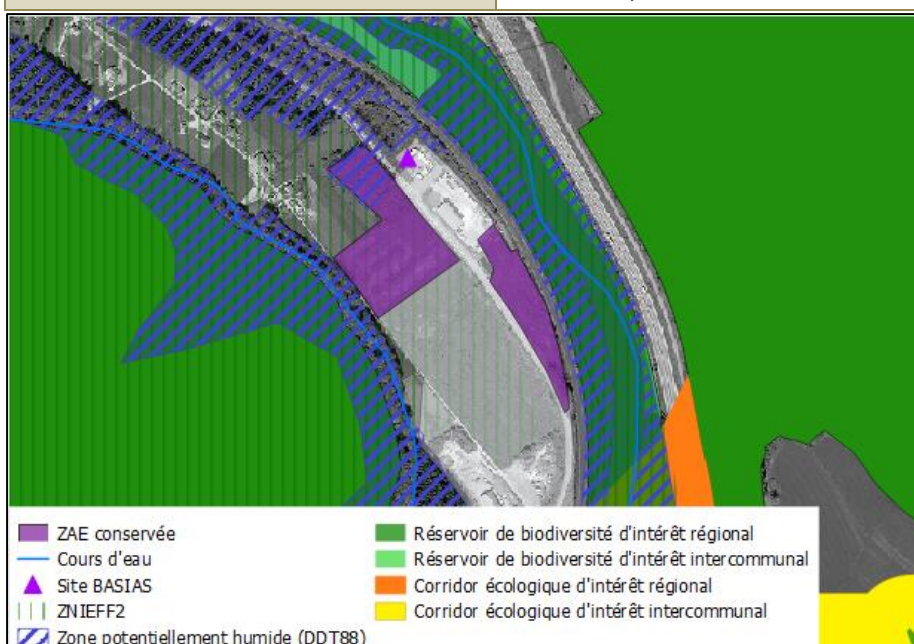 ZAE conservée
Cours d'eau
Site BASIAS
ZNIEFF2
Zone potentiellement humide (DDT88)
Réservoir de biodiversité d'intérêt régional
Réservoir de biodiversité d'intérêt intercommunal
Corridor écologique d'intérêt régional
Corridor écologique d'intérêt intercommunal